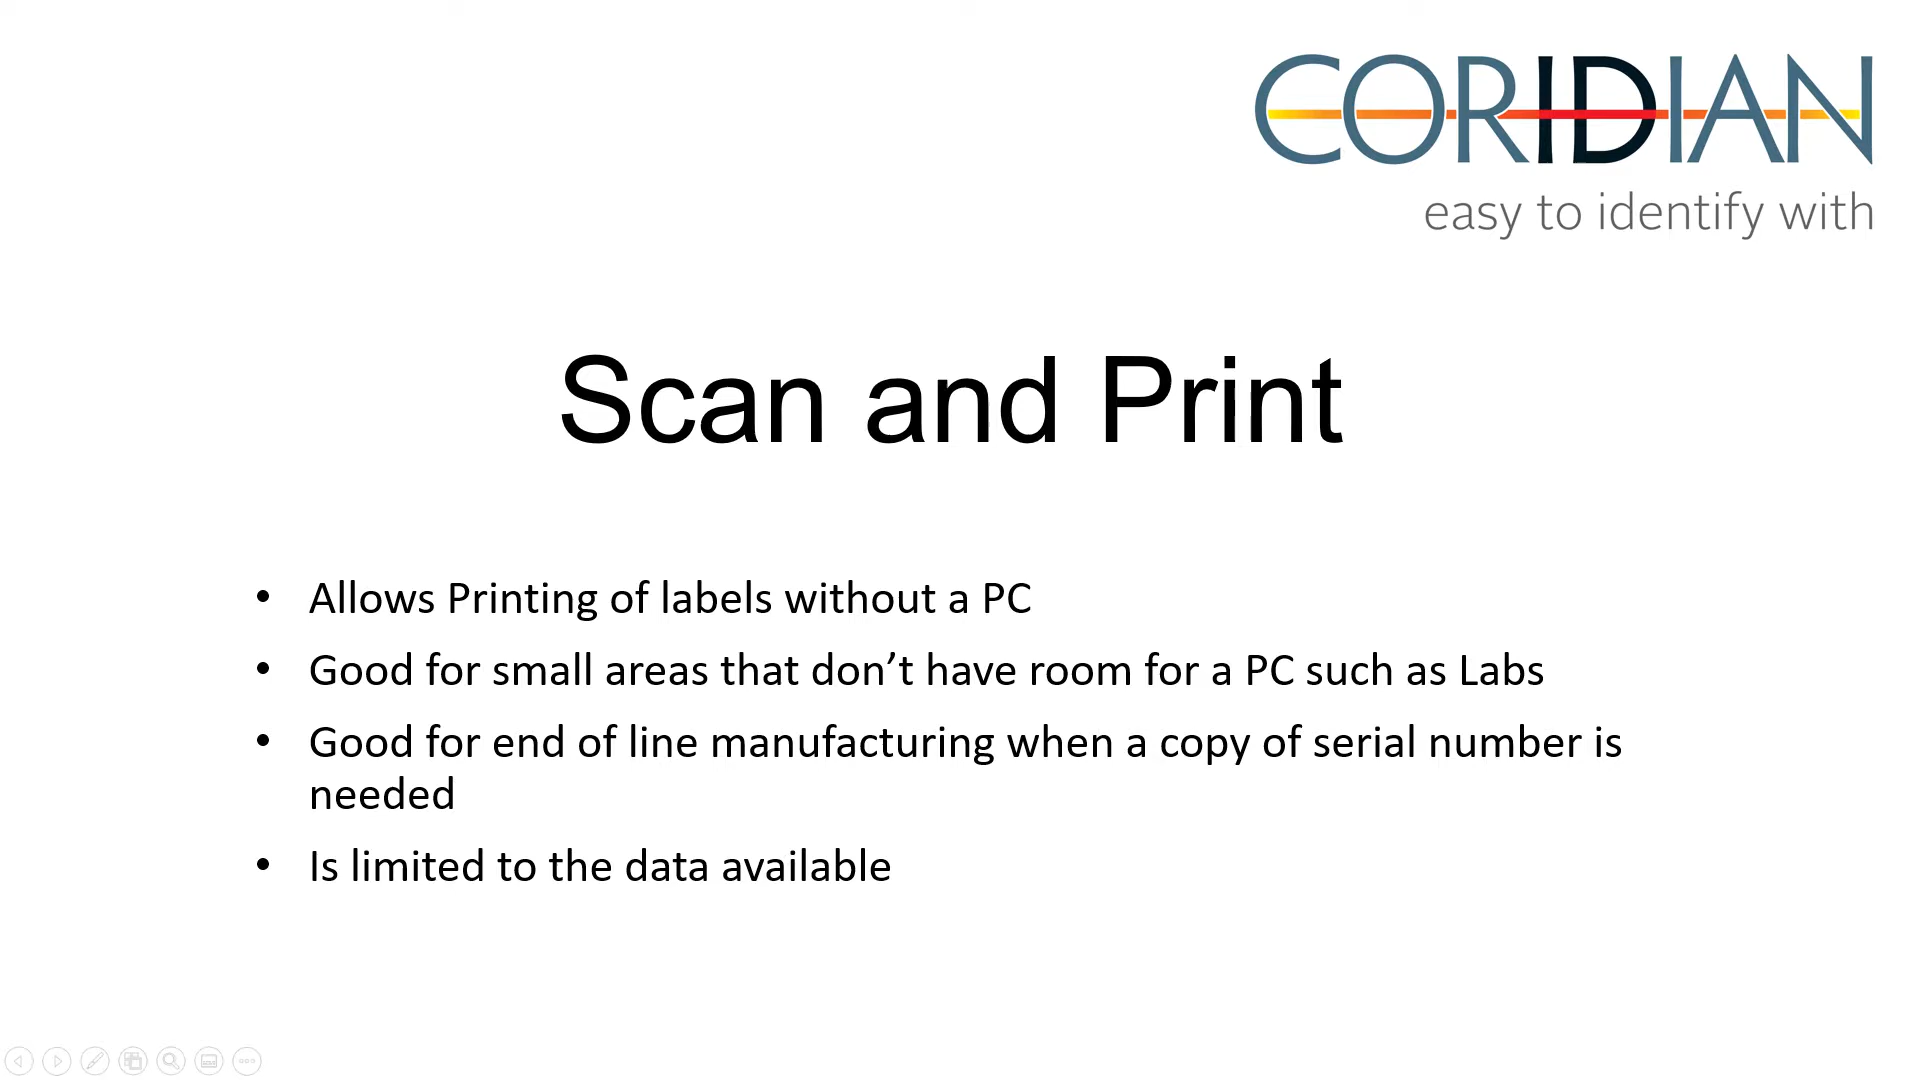 CORIDIAN
easy to identify with
Scan and Print
• Allows Printing of labels without a PC
• Good for small areas that don’t have room for a PC such as Labs
• Good for end of line manufacturing when a copy of serial number is
needed
• Is limited to the data available